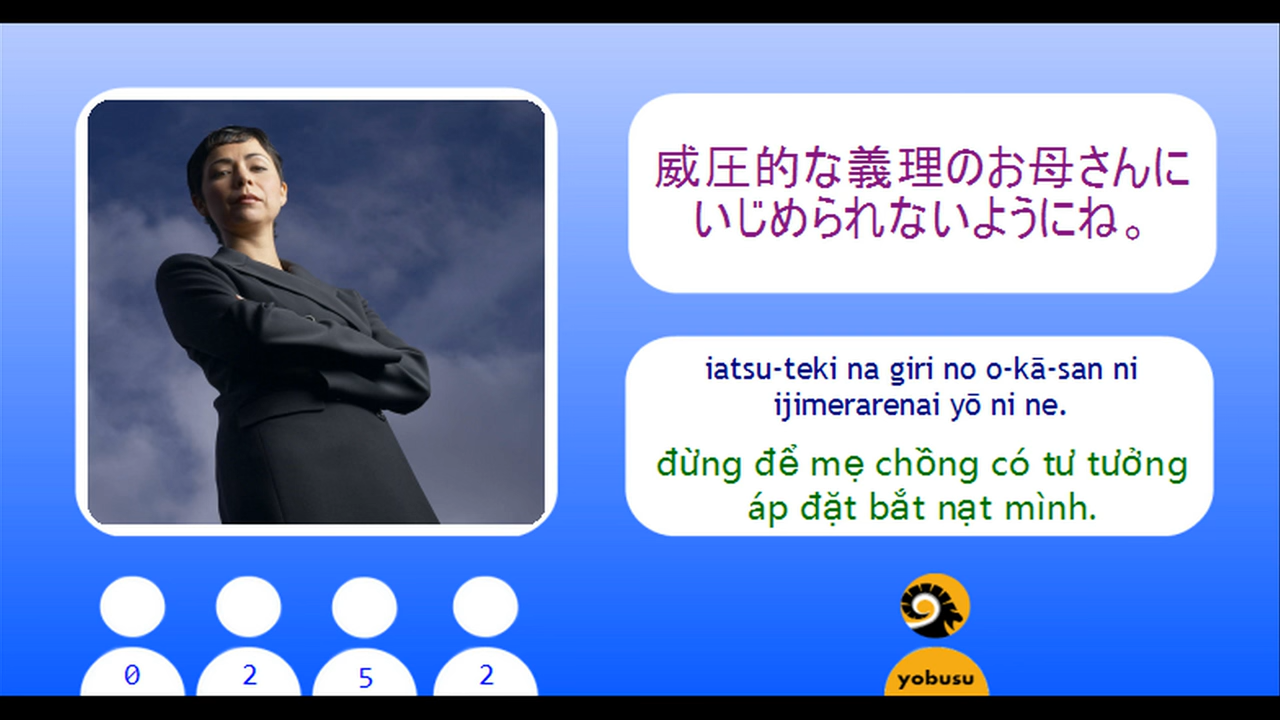 威圧的な義理のお母さんに
いじめられないようにね。
iatsu-teki na giri no o-kā-san ni
ijimerarenai yō ni ne.
đừng để mẹ chồng có tư tưởng
áp đặt bắt nạt mình.
0 2 5 2
yobusu